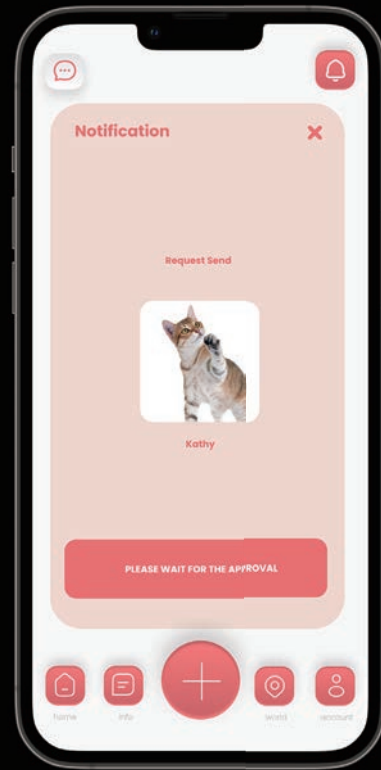 Notification
Request Send
Kathy
PLEASE WAIT FOR THE APPROVAL
home
info
world
account